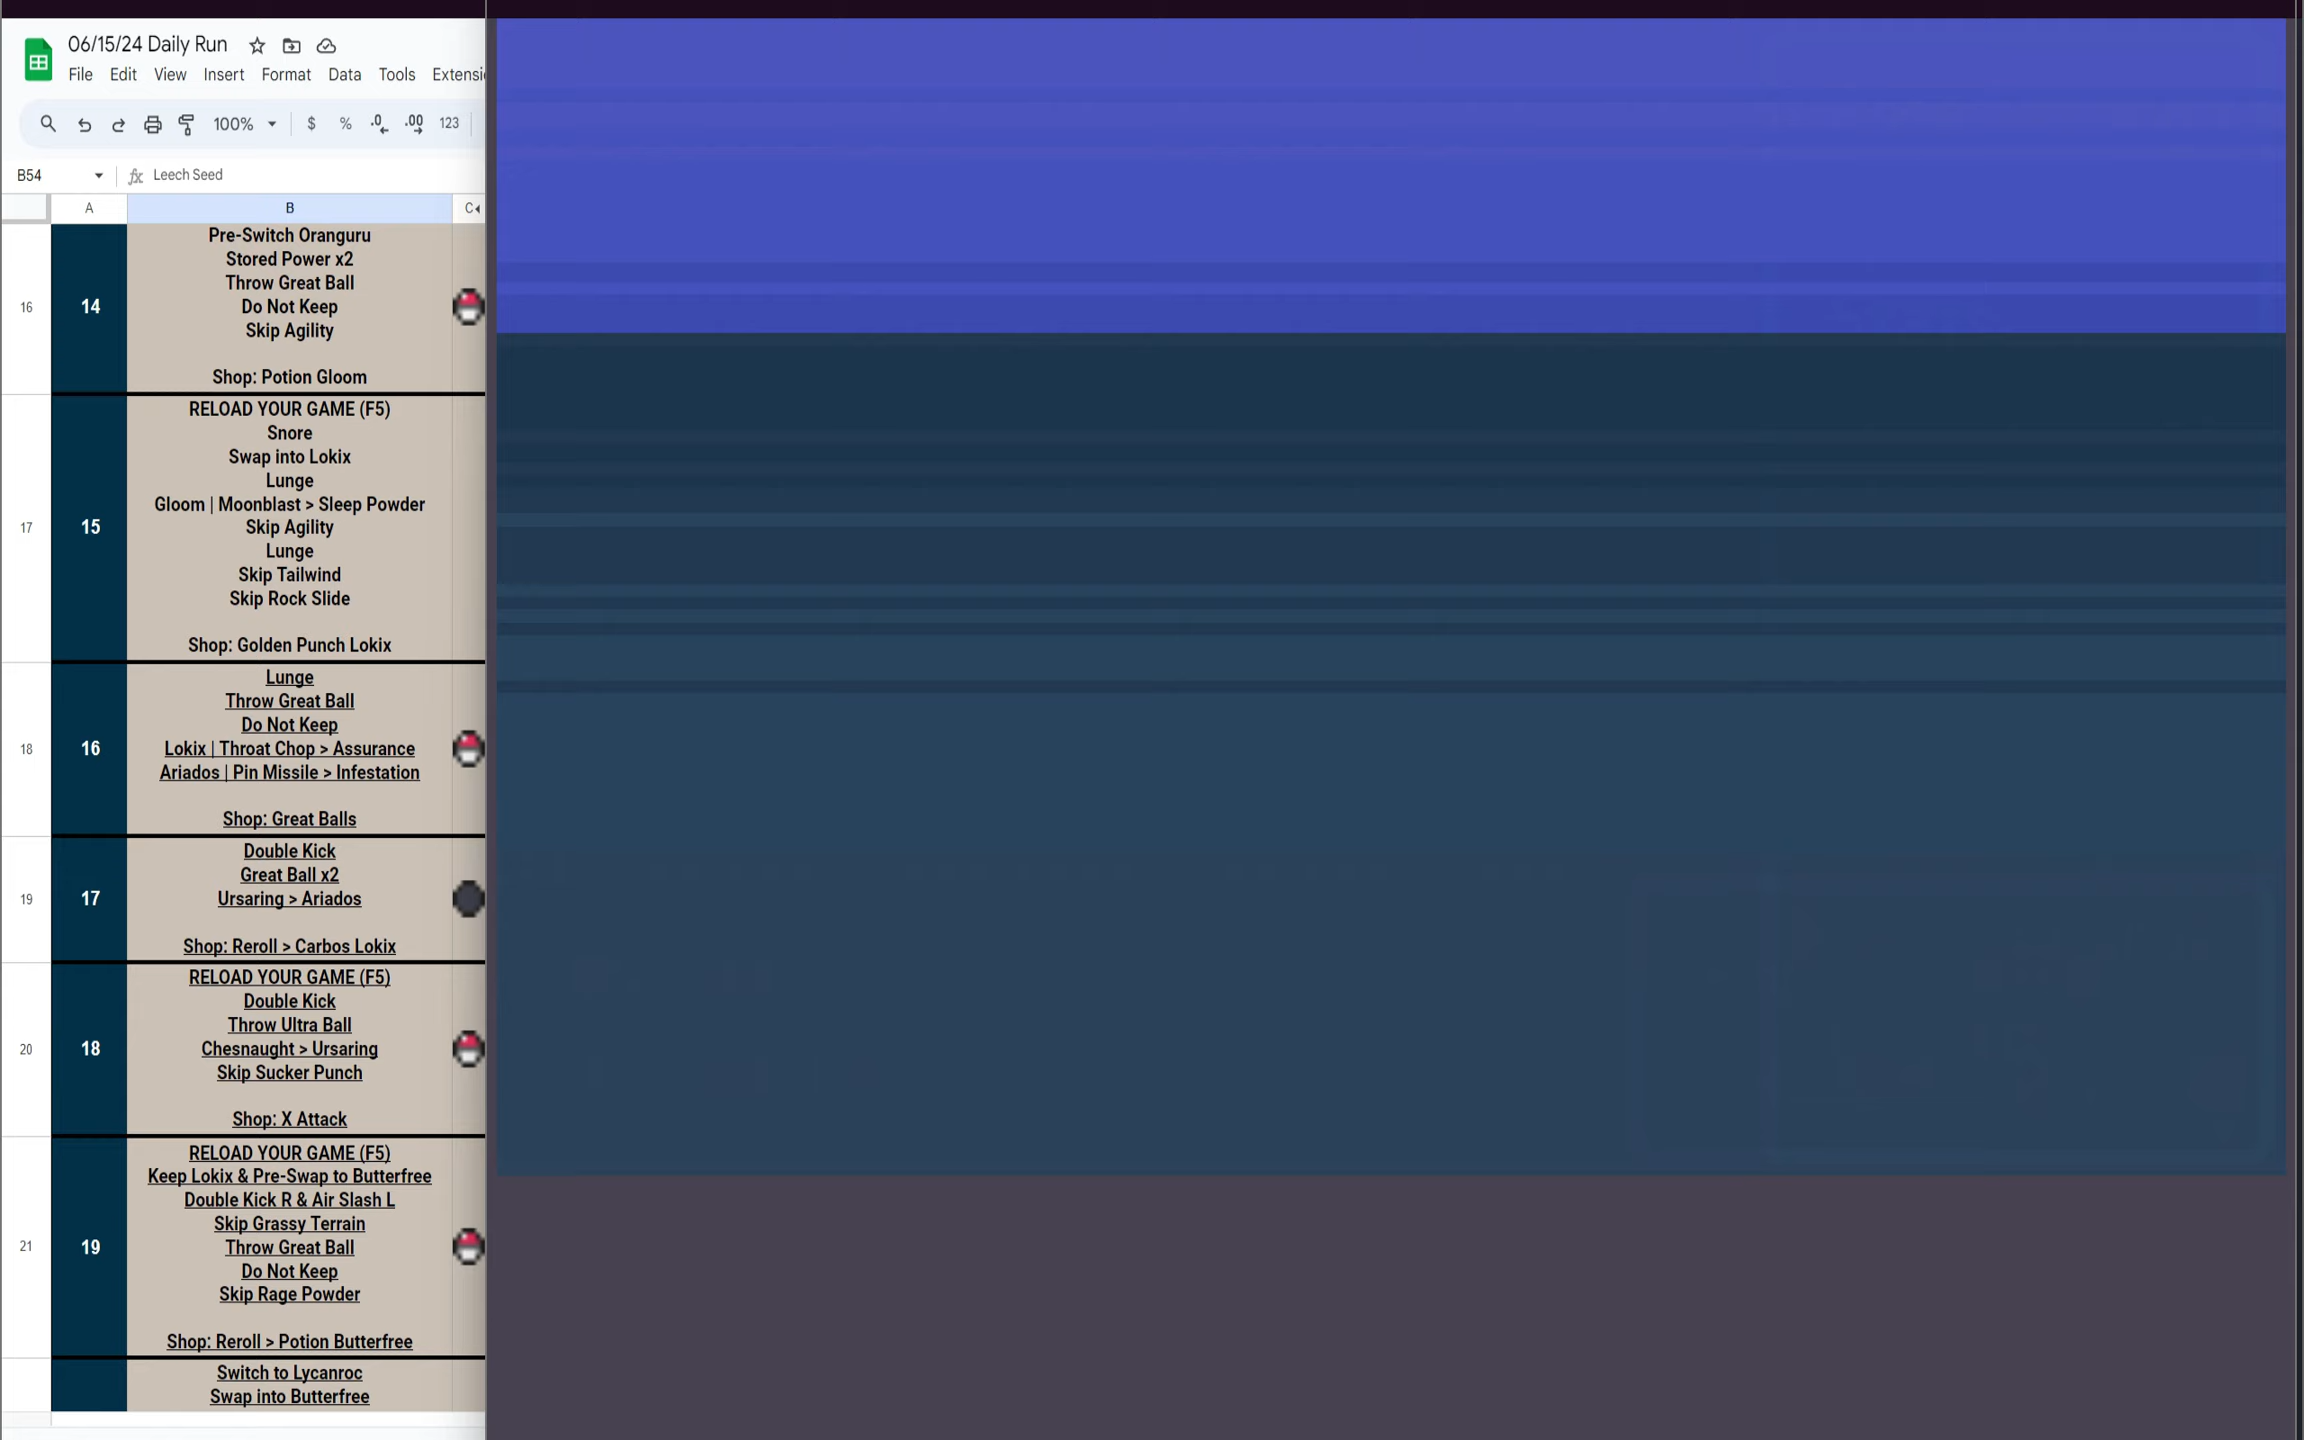 06/15/24 Daily Run
File Edit View Insert Format Data Tools Extensi
100% $ % .0 .00 123
B54 Leech Seed
A B C
Pre-Switch Oranguru
Stored Power x2
Throw Great Ball
16 14 Do Not Keep
Skip Agility
Shop: Potion Gloom
RELOAD YOUR GAME (F5)
Snore
Swap into Lokix
Lunge
Gloom | Moonblast > Sleep Powder
17 15 Skip Agility
Lunge
Skip Tailwind
Skip Rock Slide
Shop: Golden Punch Lokix
Lunge
Throw Great Ball
Do Not Keep
18 16 Lokix | Throat Chop > Assurance
Ariados | Pin Missile > Infestation
Shop: Great Balls
Double Kick
Great Ball x2
19 17 Ursaring > Ariados
Shop: Reroll > Carbos Lokix
RELOAD YOUR GAME (F5)
Double Kick
Throw Ultra Ball
20 18 Chesnaught > Ursaring
Skip Sucker Punch
Shop: X Attack
RELOAD YOUR GAME (F5)
Keep Lokix & Pre-Swap to Butterfree
Double Kick R & Air Slash L
Skip Grassy Terrain
21 19 Throw Great Ball
Do Not Keep
Skip Rage Powder
Shop: Reroll > Potion Butterfree
Switch to Lycanroc
Swap into Butterfree